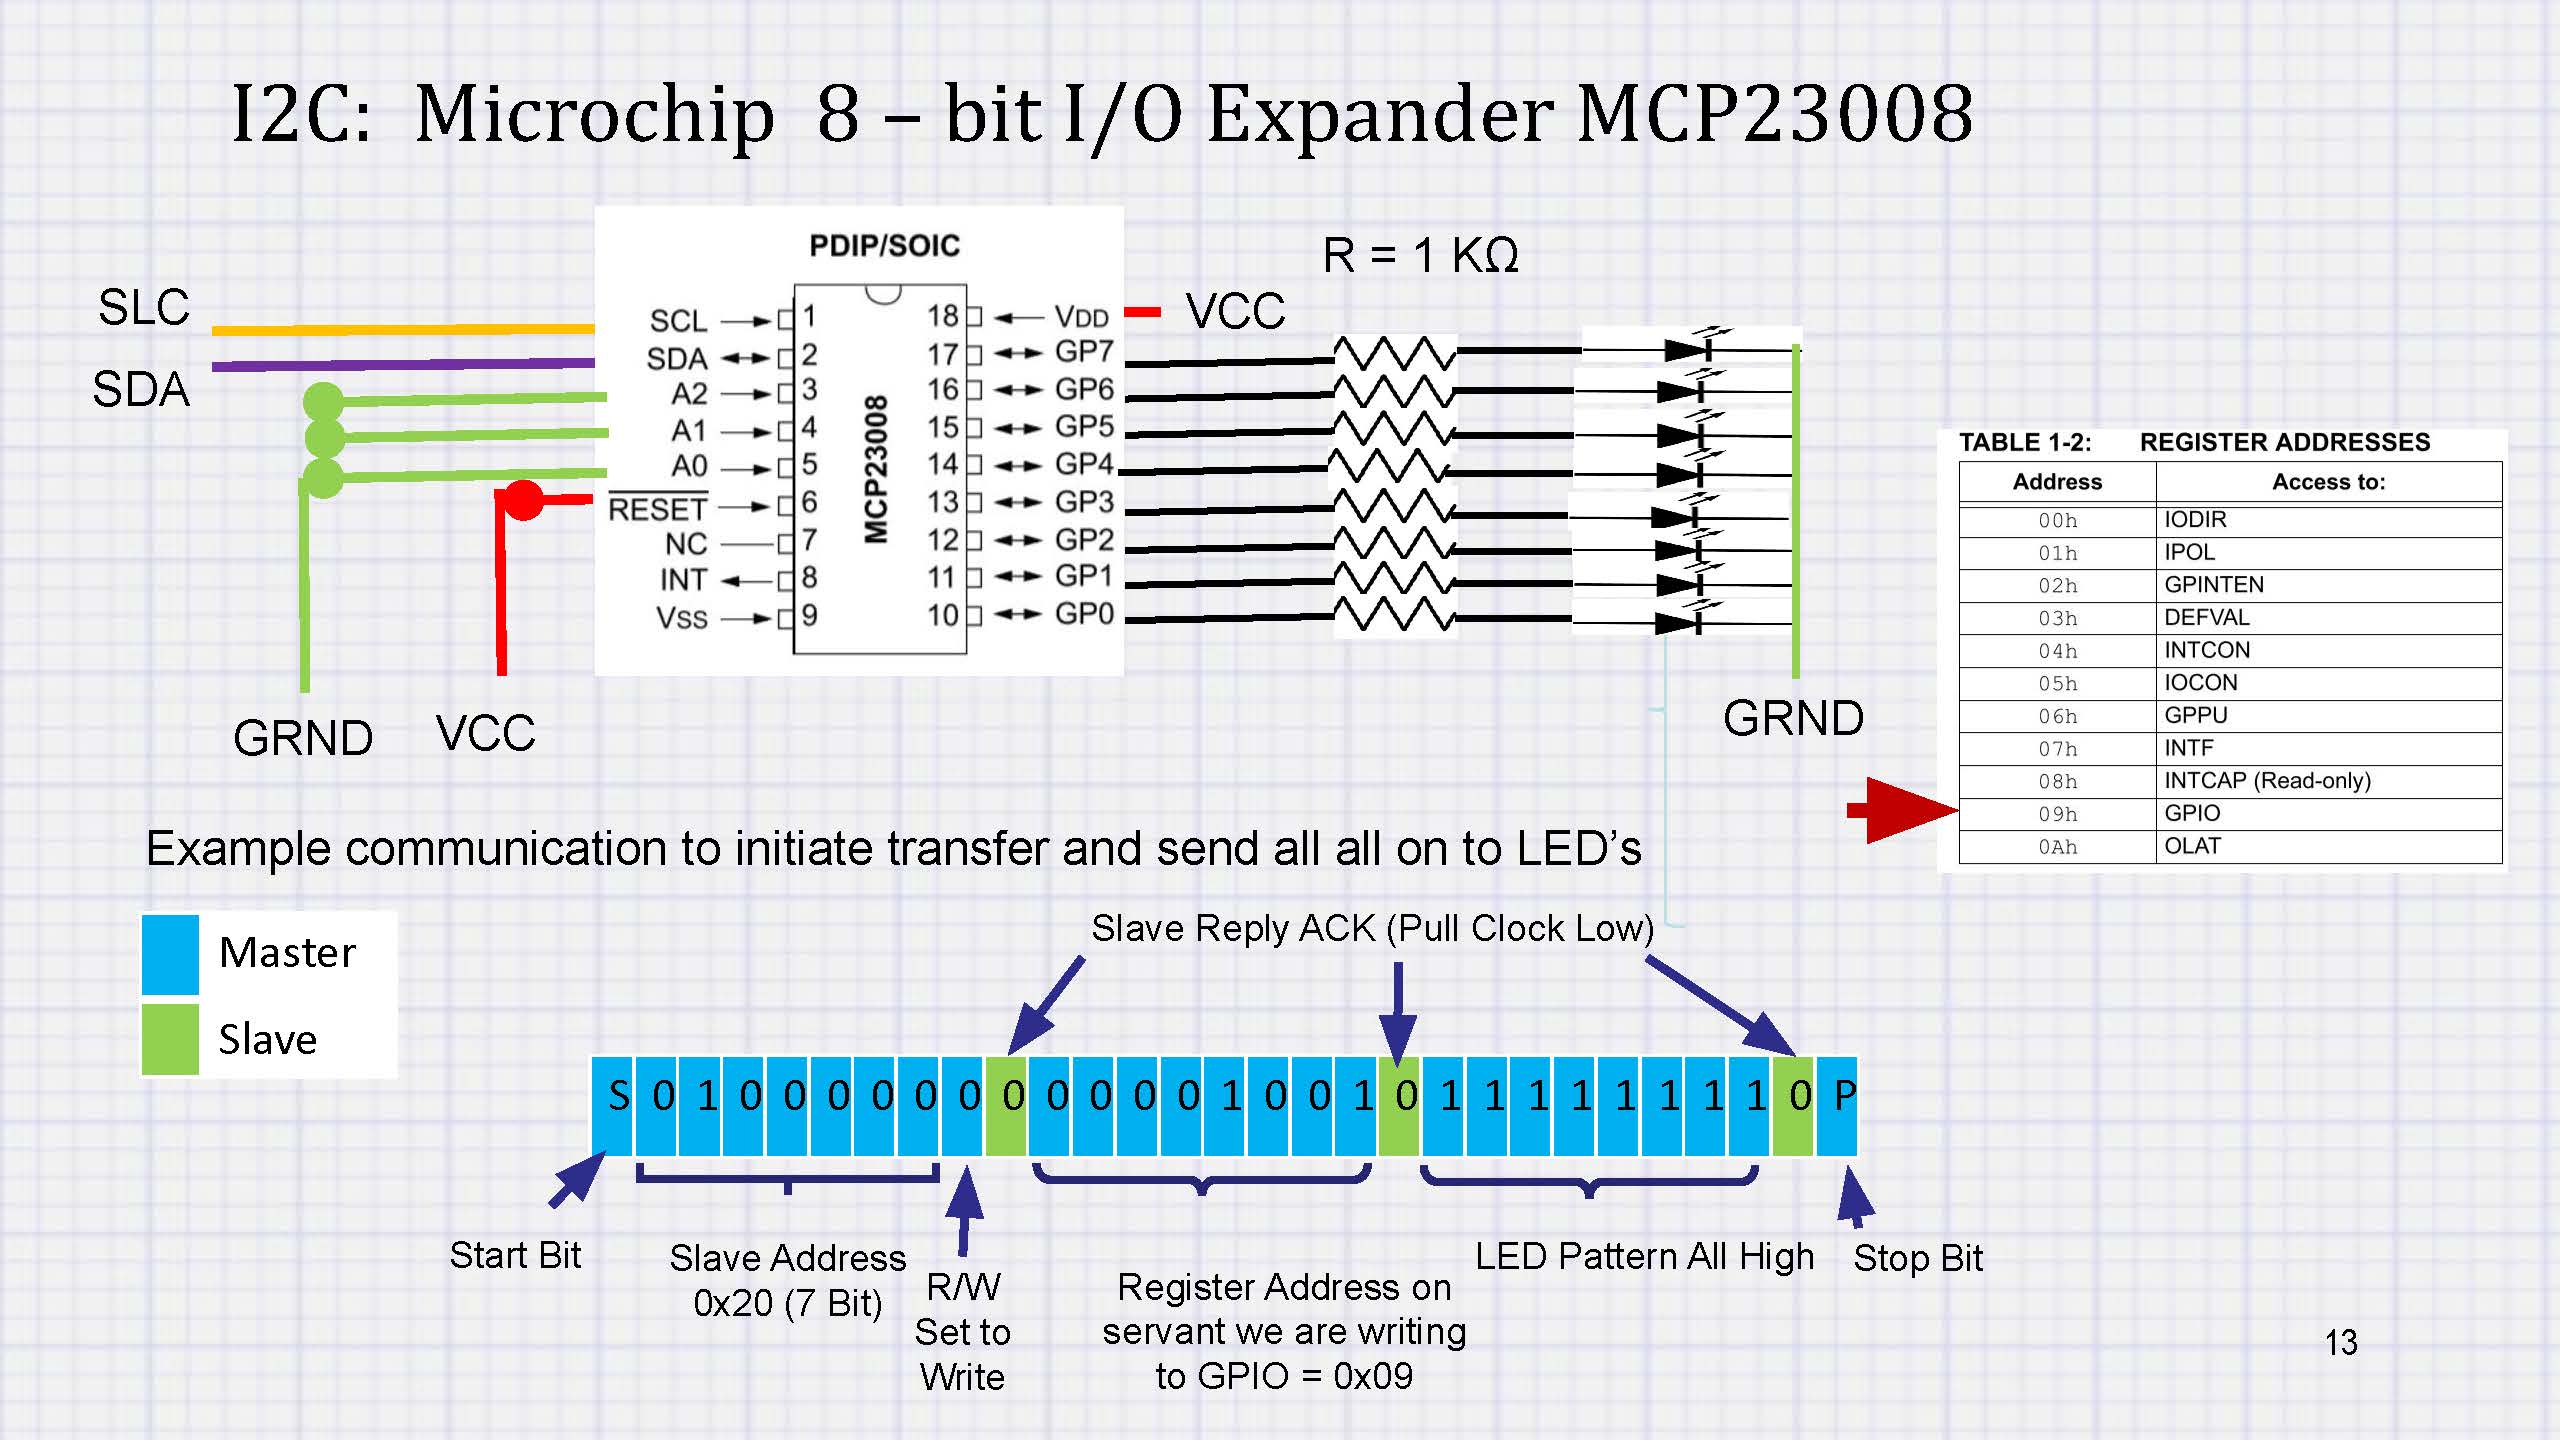 I2C: Microchip 8 – bit I/O Expander MCP23008
PDIP/SOIC
R = 1 KΩ
SLC
SDA
VCC
SCL 1 18 VDD
SDA 2 17 GP7
A2 3 16 GP6
A1 4 15 GP5
A0 5 14 GP4
RESET 6 13 GP3
NC 7 12 GP2
INT 8 11 GP1
VSS 9 10 GP0
MCP23008
GRND
VCC
GRND
TABLE 1-2: REGISTER ADDRESSES
Address Access to:
00h IODIR
01h IPOL
02h GPINTEN
03h DEFVAL
04h INTCON
05h IOCON
06h GPPU
07h INTF
08h INTCAP (Read-only)
09h GPIO
0Ah OLAT
Example communication to initiate transfer and send all all on to LED’s
Master
Slave
Slave Reply ACK (Pull Clock Low)
S 0 1 0 0 0 0 0 0 0 0 0 0 0 1 0 0 1 0 1 1 1 1 1 1 1 1 0 P
Start Bit
Slave Address
0x20 (7 Bit)
R/W
Set to
Write
Register Address on
servant we are writing
to GPIO = 0x09
LED Pattern All High
Stop Bit
13